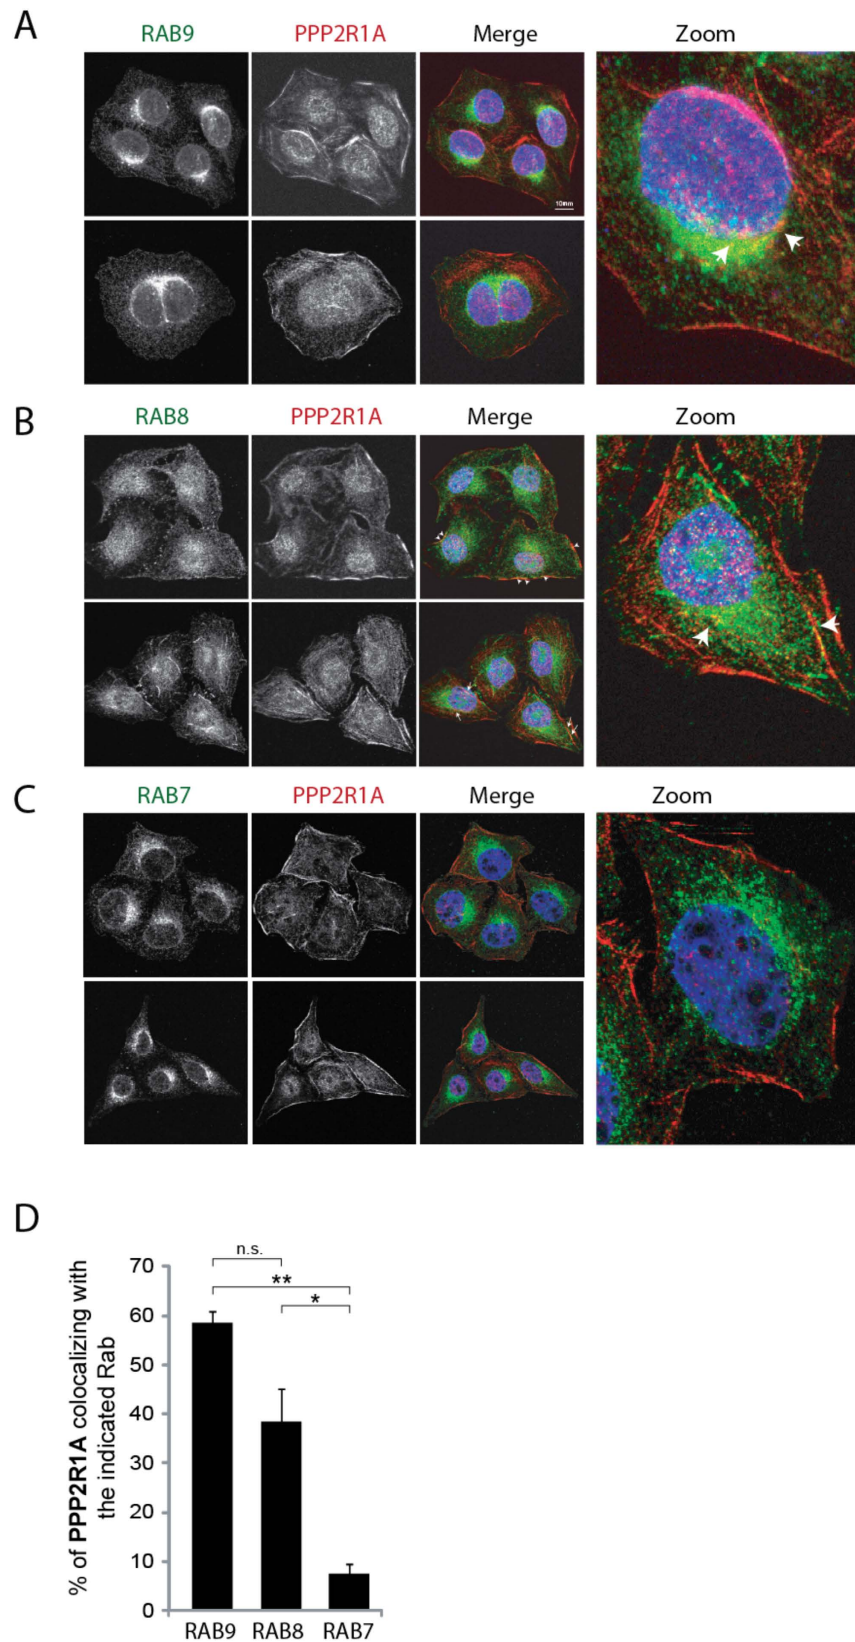 A
RAB9 PPP2R1A Merge Zoom
10mm
B
RAB8 PPP2R1A Merge Zoom
C
RAB7 PPP2R1A Merge Zoom
D
% of PPP2R1A colocalizing with
the indicated Rab
n.s.
**
*
70
60
50
40
30
20
10
0
RAB9 RAB8 RAB7